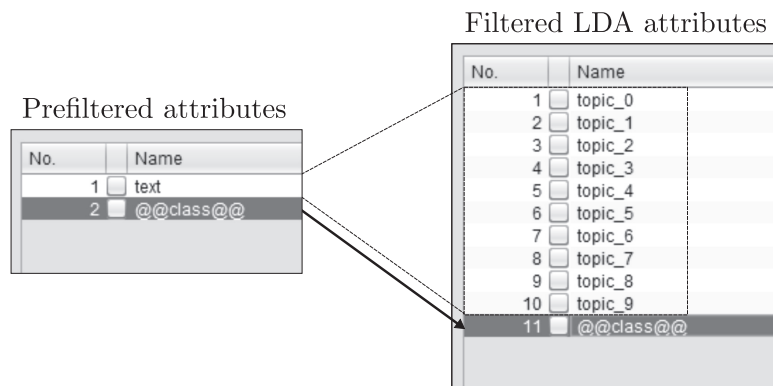 Prefiltered attributes
No. Name
1 text
2 @@class@@
Filtered LDA attributes
No. Name
1 topic_0
2 topic_1
3 topic_2
4 topic_3
5 topic_4
6 topic_5
7 topic_6
8 topic_7
9 topic_8
10 topic_9
11 @@class@@